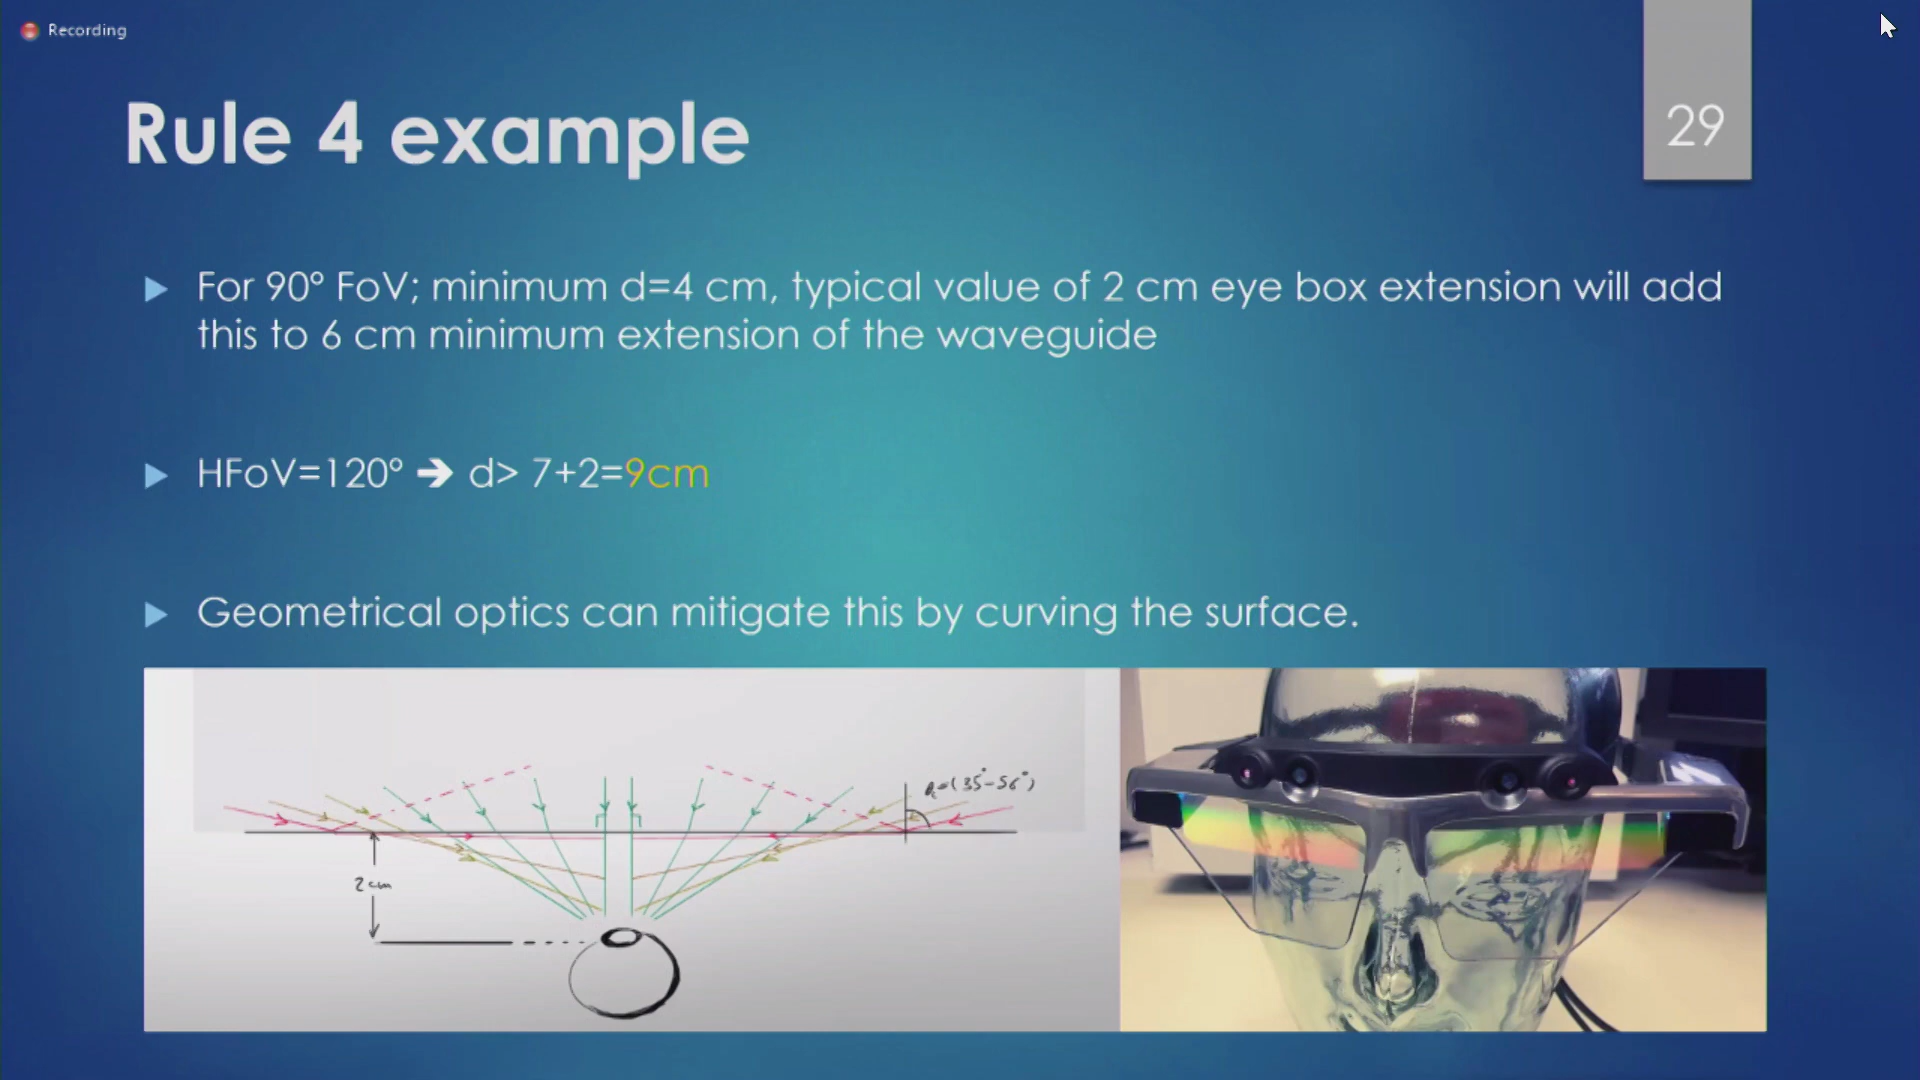 Recording
Rule 4 example
29
For 90° FoV; minimum d=4 cm, typical value of 2 cm eye box extension will add
this to 6 cm minimum extension of the waveguide
HFoV=120° ➔ d> 7+2=9cm
Geometrical optics can mitigate this by curving the surface.
2cm